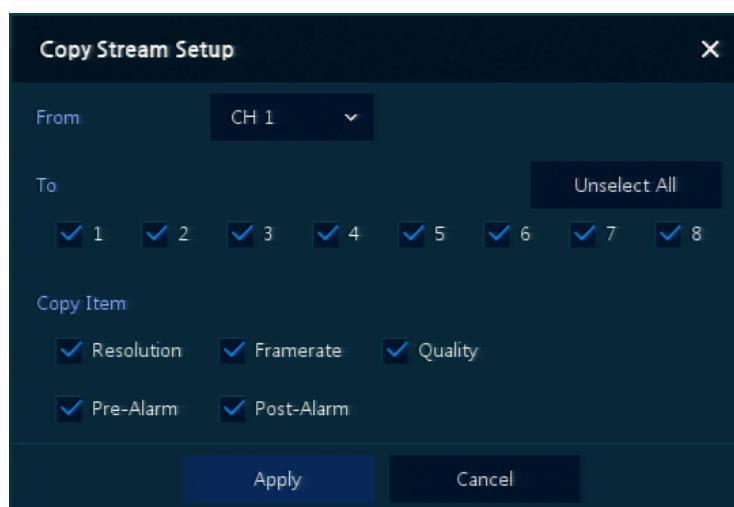 Copy Stream Setup
From CH 1
To Unselect All
1 2 3 4 5 6 7 8
Copy Item
Resolution Framerate Quality
Pre-Alarm Post-Alarm
Apply Cancel